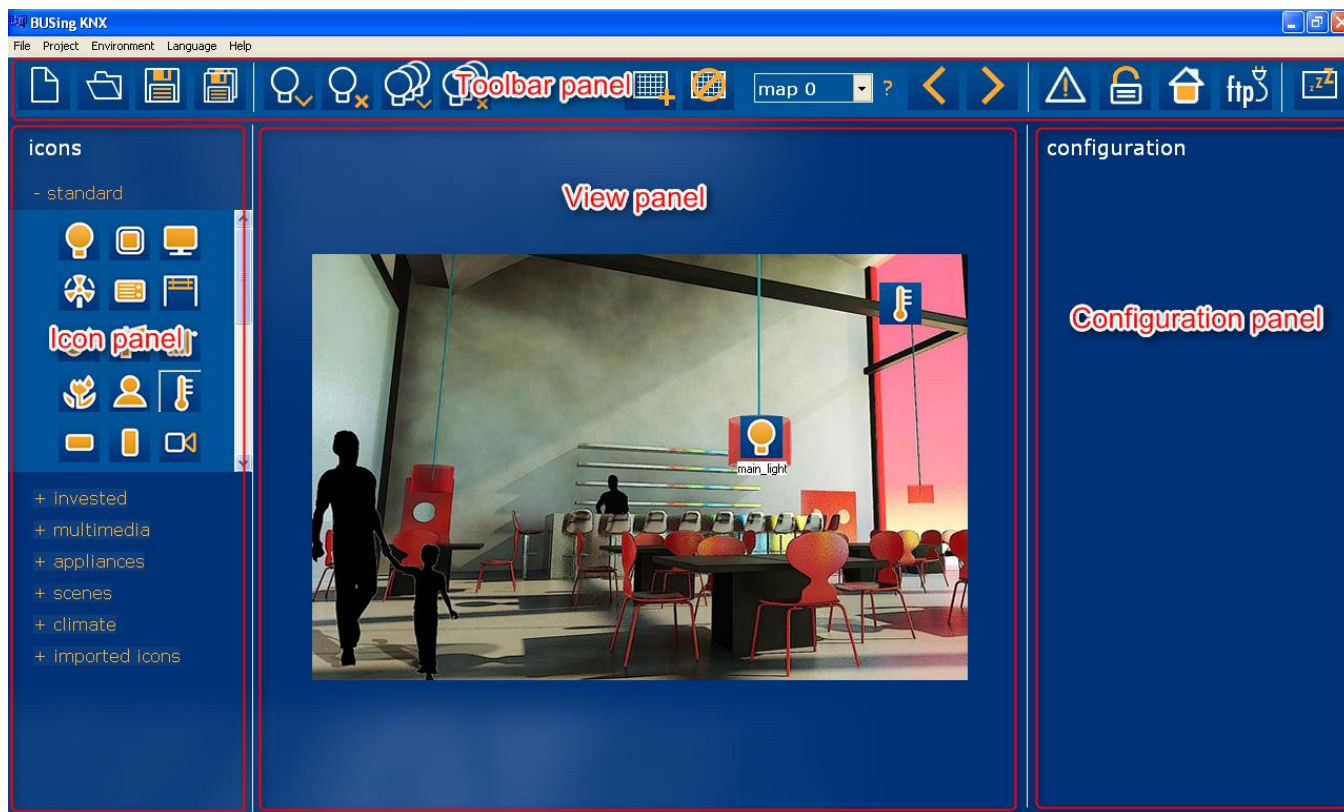 BUSing KNX
File Project Environment Language Help
Toolbar panel
map 0
?
ftp
zzZ
icons
- standard
Icon panel
+ invested
+ multimedia
+ appliances
+ scenes
+ climate
+ imported icons
View panel
main_light
configuration
Configuration panel